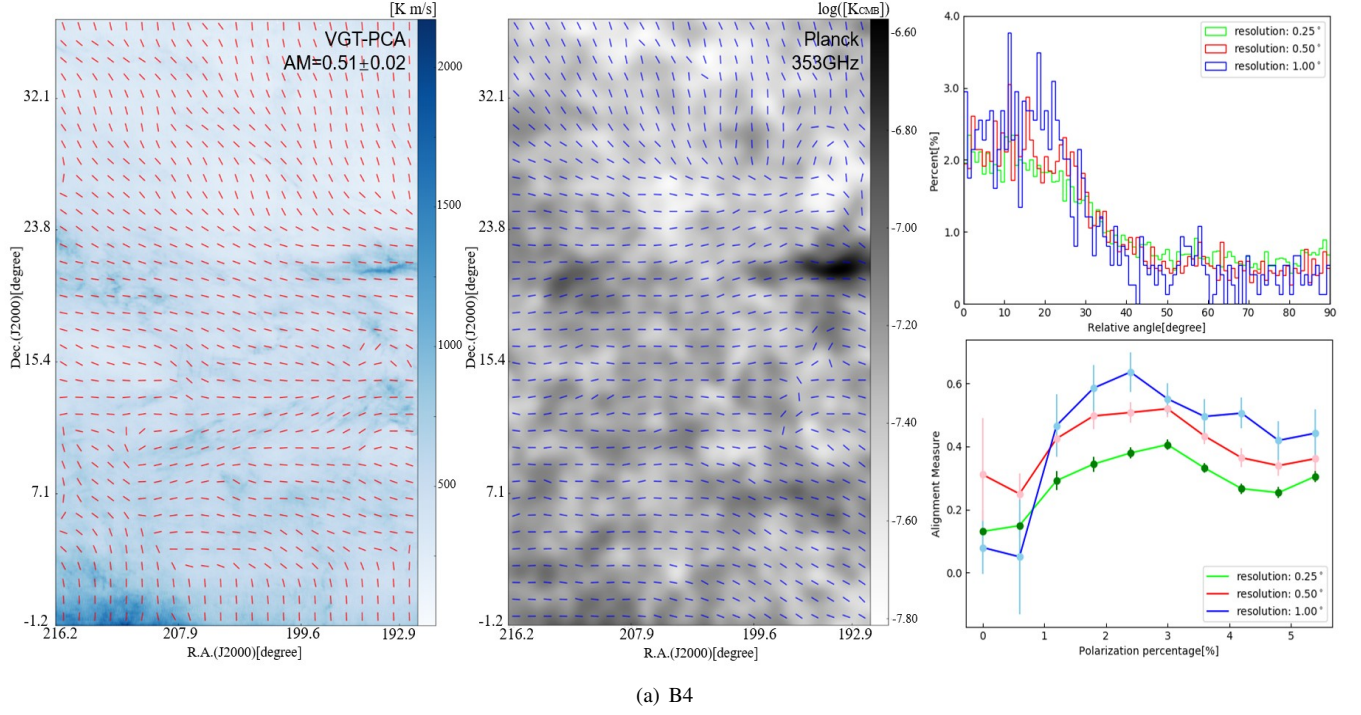 [K m/s]
VGT-PCA
AM=0.51±0.02
2000
1500
1000
500
Dec.(J2000)[degree]
32.1
23.8
15.4
7.1
-1.2
216.2 207.9 199.6 192.9
R.A.(J2000)[degree]
log([KCMB])
Planck
353GHz
-6.60
-6.80
-7.00
-7.20
-7.40
-7.60
-7.80
Dec.(J2000)[degree]
32.1
23.8
15.4
7.1
-1.2
216.2 207.9 199.6 192.9
R.A.(J2000)[degree]
resolution: 0.25°
resolution: 0.50°
resolution: 1.00°
Percent[%]
4.0
3.0
2.0
1.0
0
0 10 20 30 40 50 60 70 80 90
Relative angle[degree]
Alignment Measure
0.6
0.4
0.2
0.0
resolution: 0.25°
resolution: 0.50°
resolution: 1.00°
0 1 2 3 4 5
Polarization percentage[%]
(a) B4